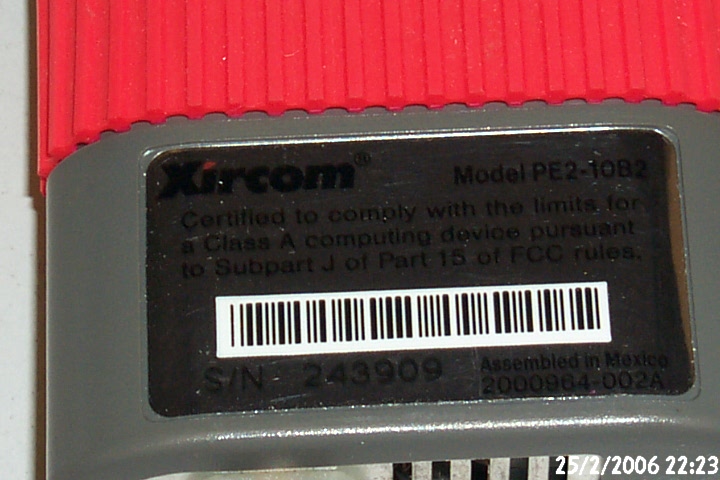 Xircom®
Model PE2-10B2
Certified to comply with the limits for
a Class A computing device pursuant
to Subpart J of Part 15 of FCC rules.
S/N 243909
Assembled in Mexico
2000964-002A
25/2/2006 22:23